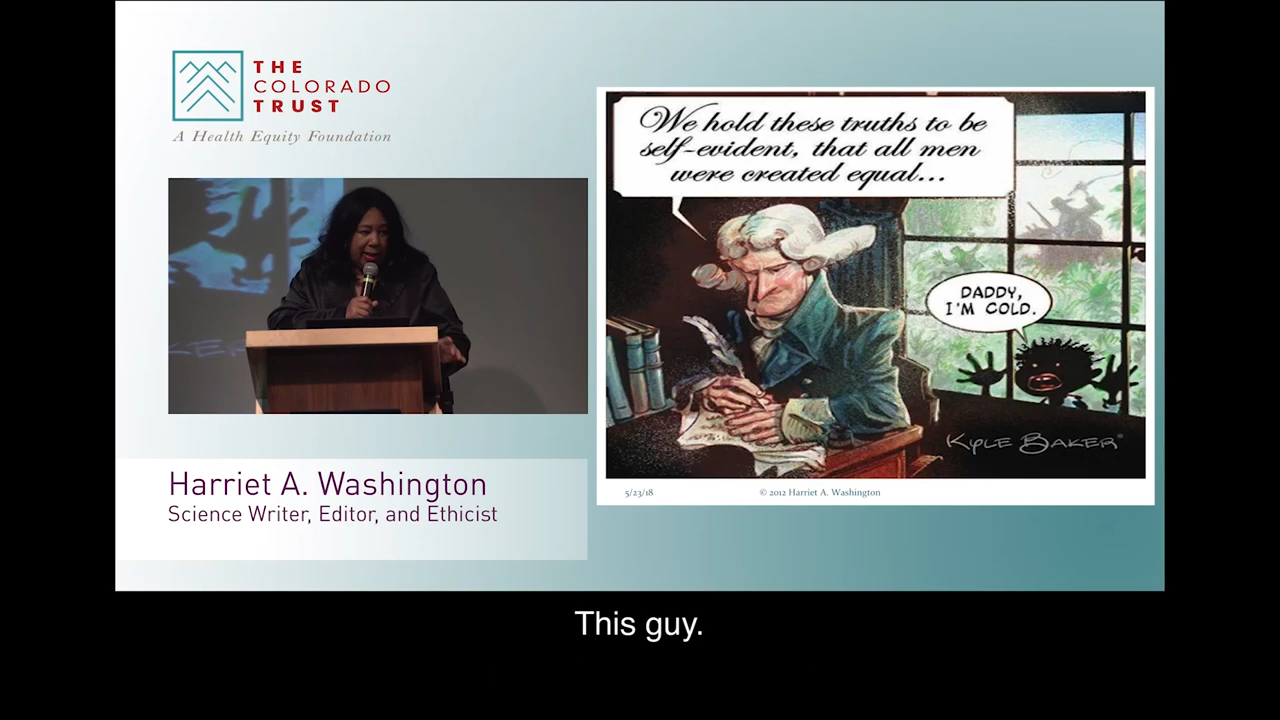 THE
COLORADO
TRUST
A Health Equity Foundation
We hold these truths to be
self-evident, that all men
were created equal...
DADDY,
I'M COLD.
KYLE BAKER
5/23/18
© 2012 Harriet A. Washington
Harriet A. Washington
Science Writer, Editor, and Ethicist
This guy.